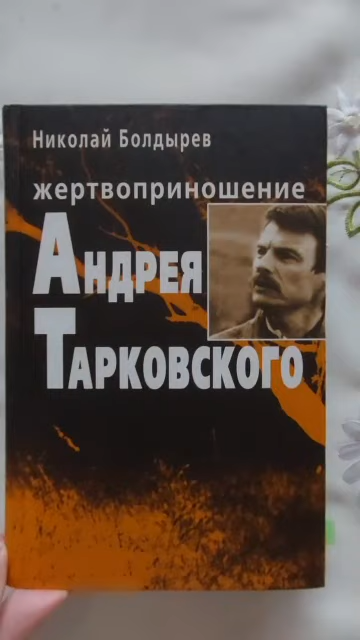 Николай Болдырев
жертвоприношение
Андрея
Тарковского